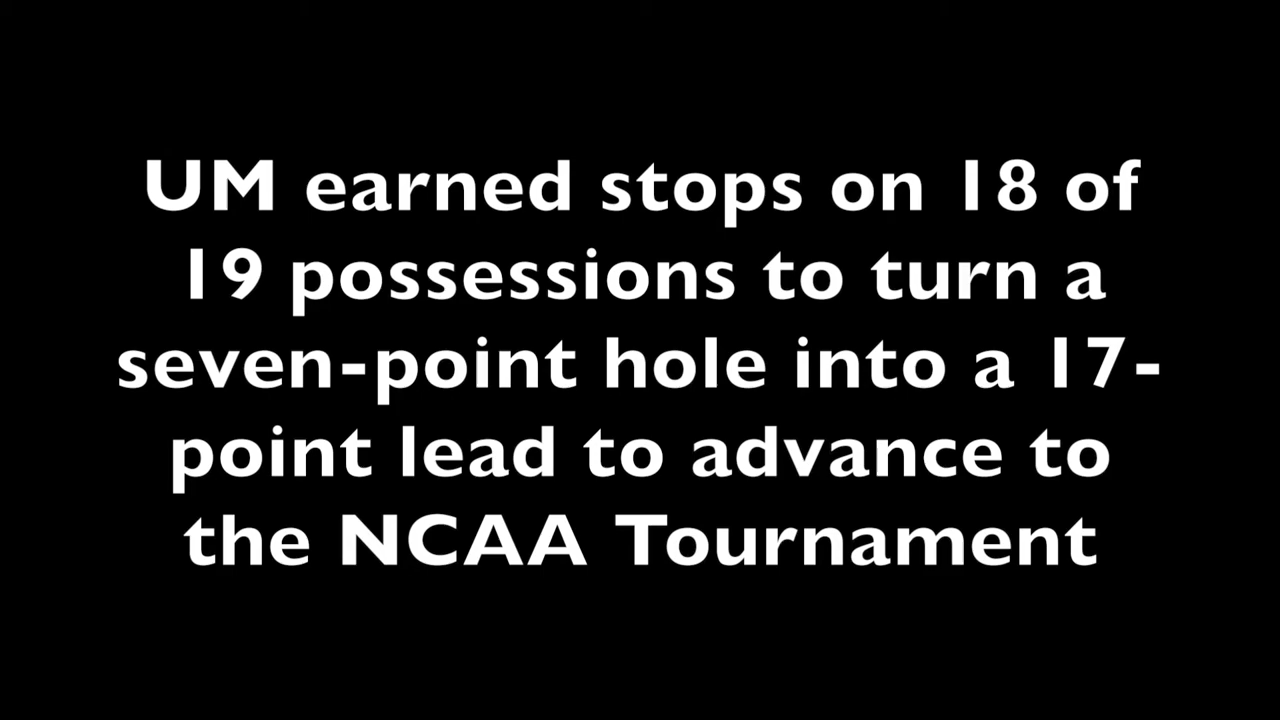 UM earned stops on 18 of
19 possessions to turn a
seven-point hole into a 17-
point lead to advance to
the NCAA Tournament